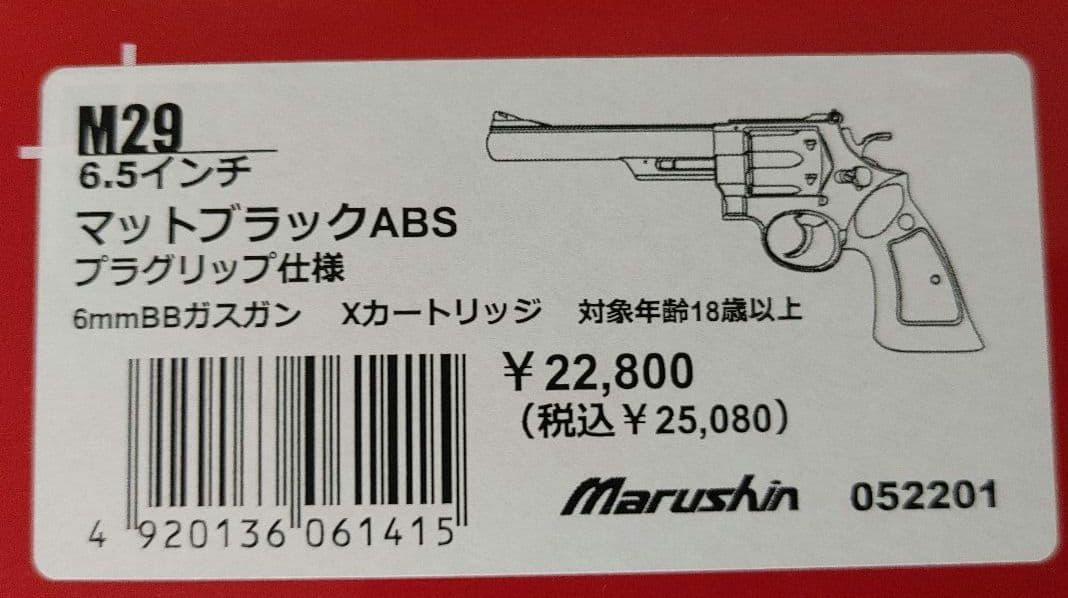 M29
6.5インチ
マットブラックABS
プラグリップ仕様
6mmBBガスガン Xカートリッジ 対象年齢18歳以上
¥22,800
(税込¥25,080)
Marushin 052201
4 920136 061415